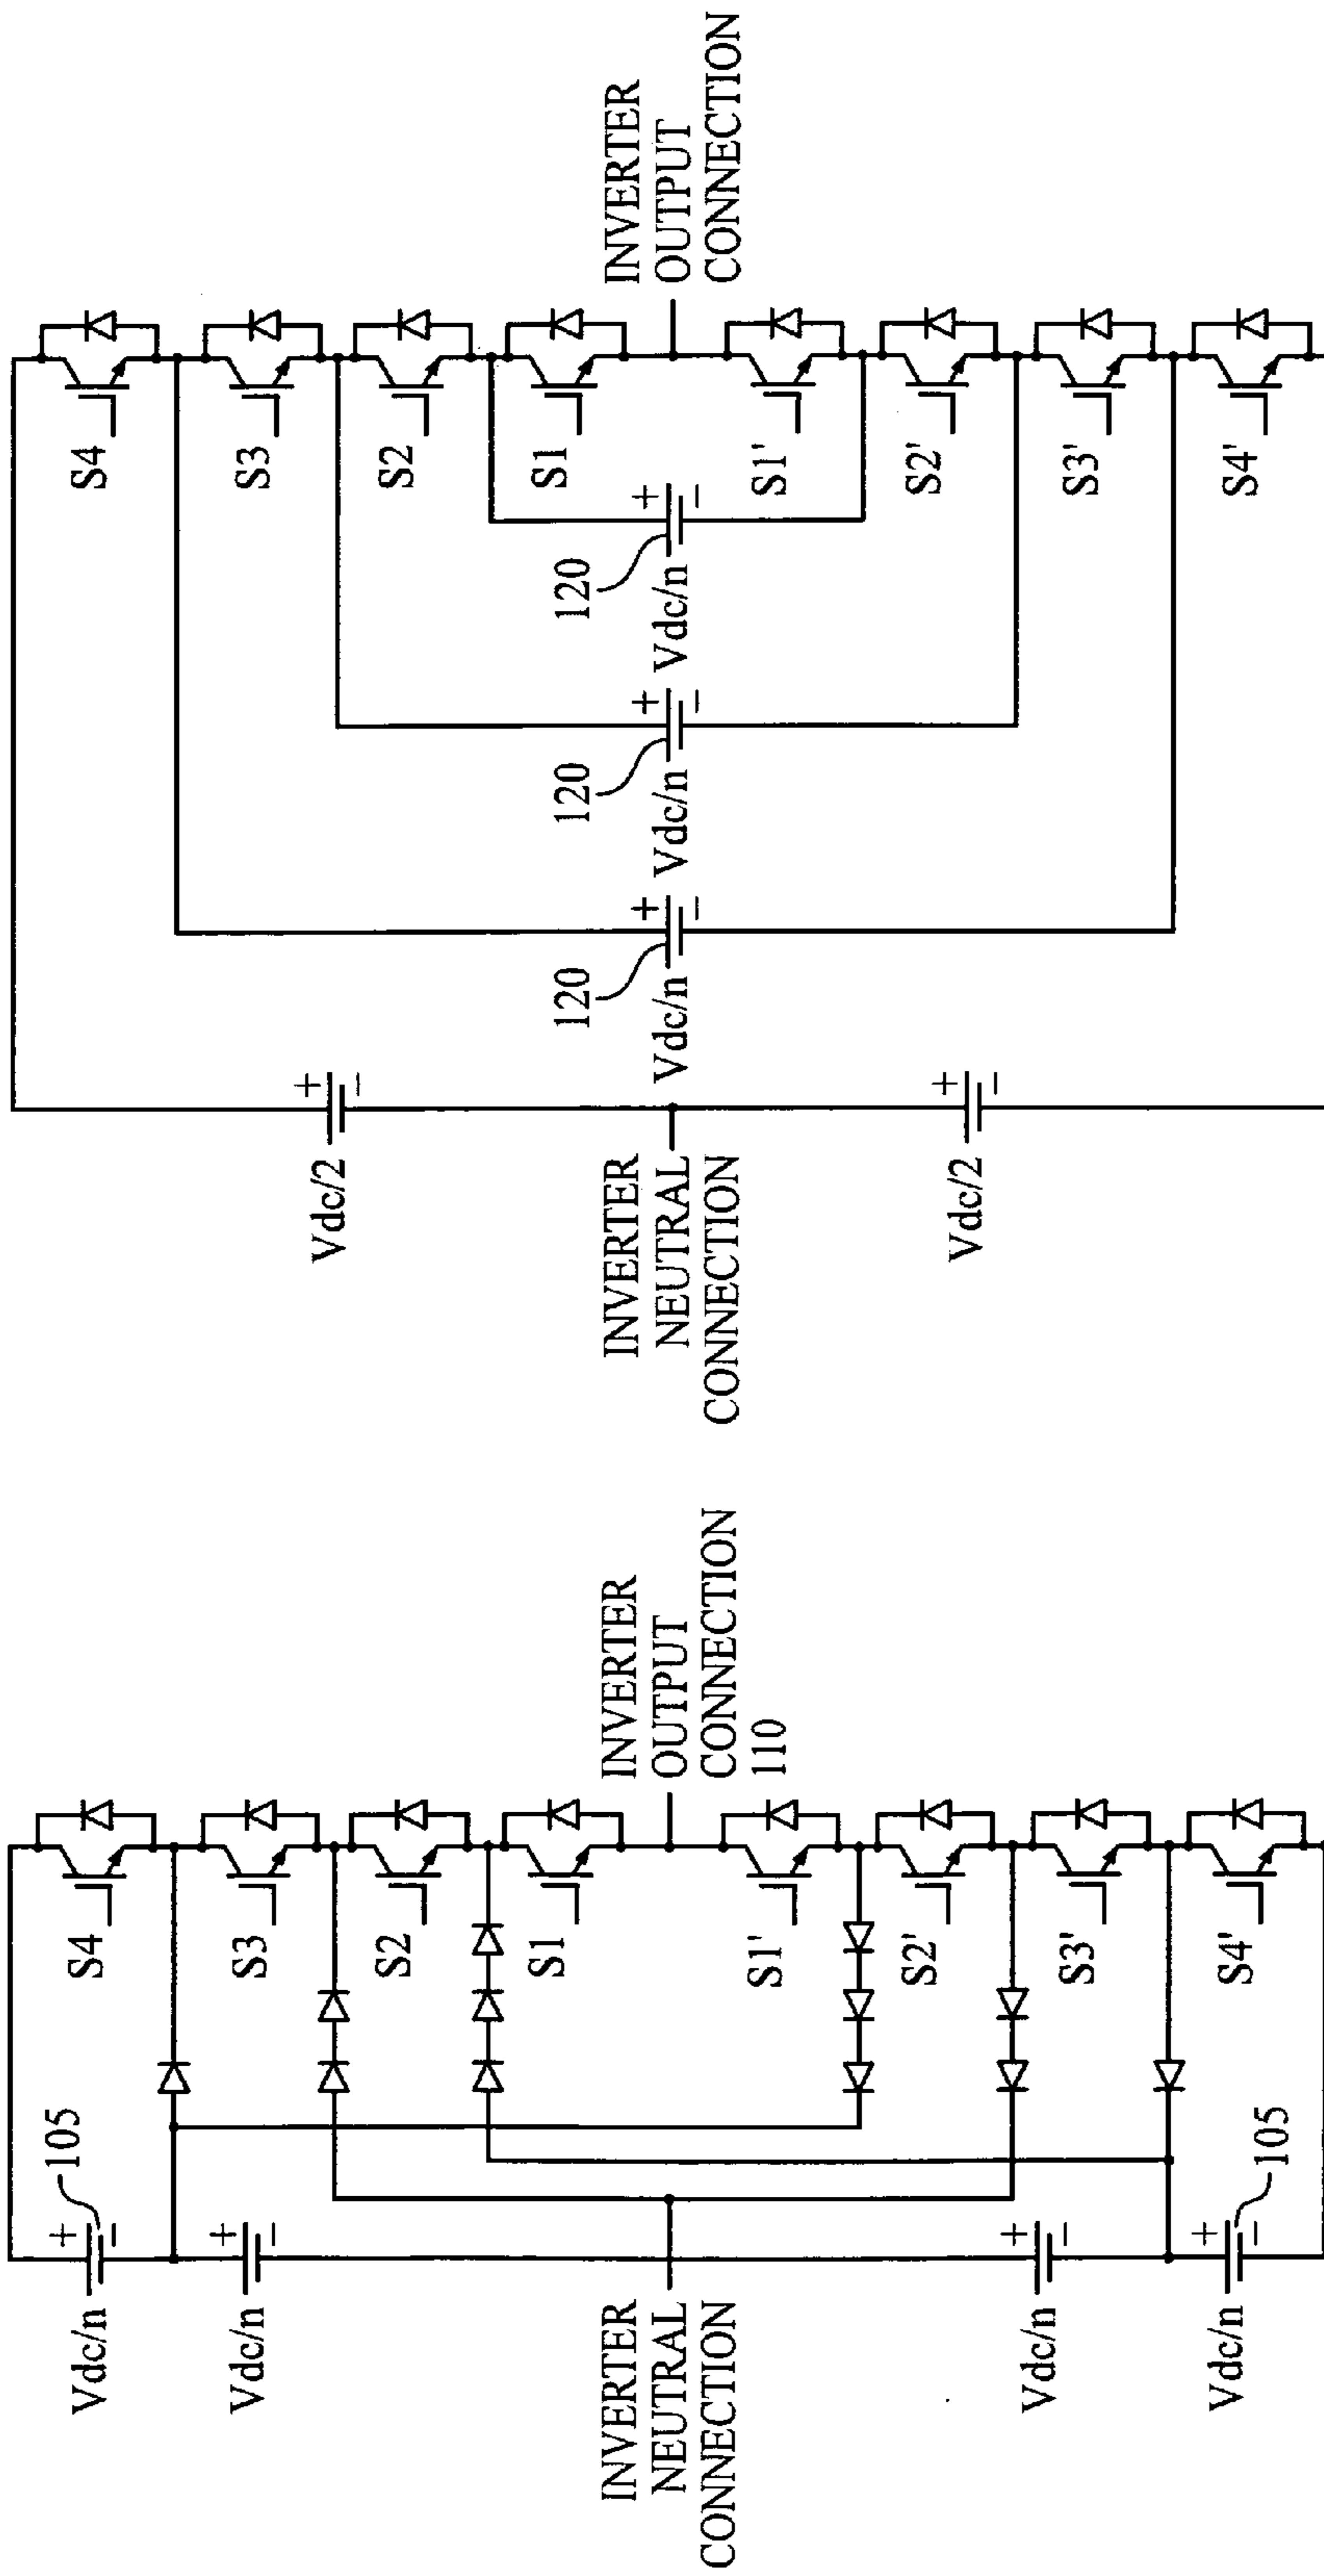 S4
S3
S2
S1
S1'
S2'
S3'
S4'
Vdc/2
Vdc/2
120
Vdc/n
120
Vdc/n
120
Vdc/n
+
−
+
−
+
−
+
−
+
−
INVERTER
NEUTRAL
CONNECTION
INVERTER
OUTPUT
CONNECTION
Vdc/n
Vdc/n
Vdc/n
Vdc/n
105
105
+
−
+
−
+
−
+
−
S4
S3
S2
S1
S1'
S2'
S3'
S4'
INVERTER
NEUTRAL
CONNECTION
INVERTER
OUTPUT
CONNECTION
110